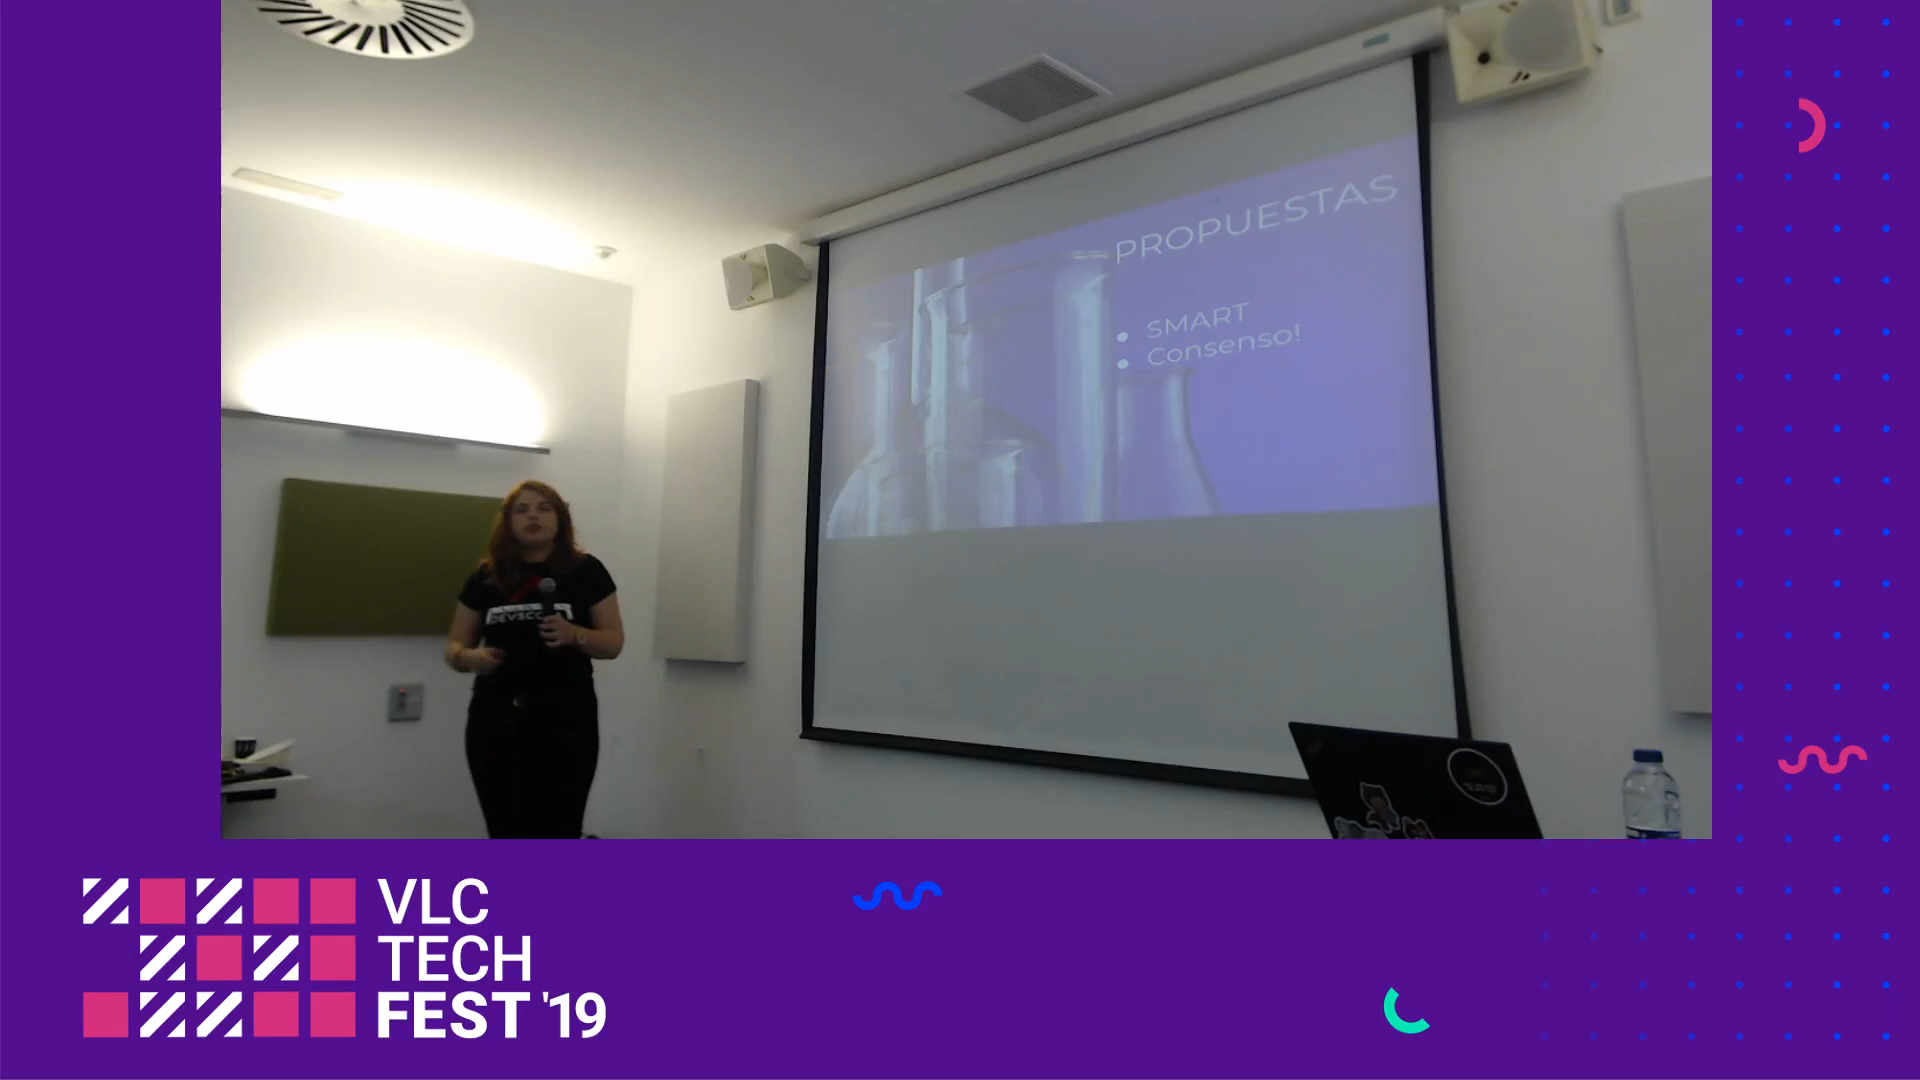 PROPUESTAS
• SMART
• Consenso!
VLC
TECH
FEST '19